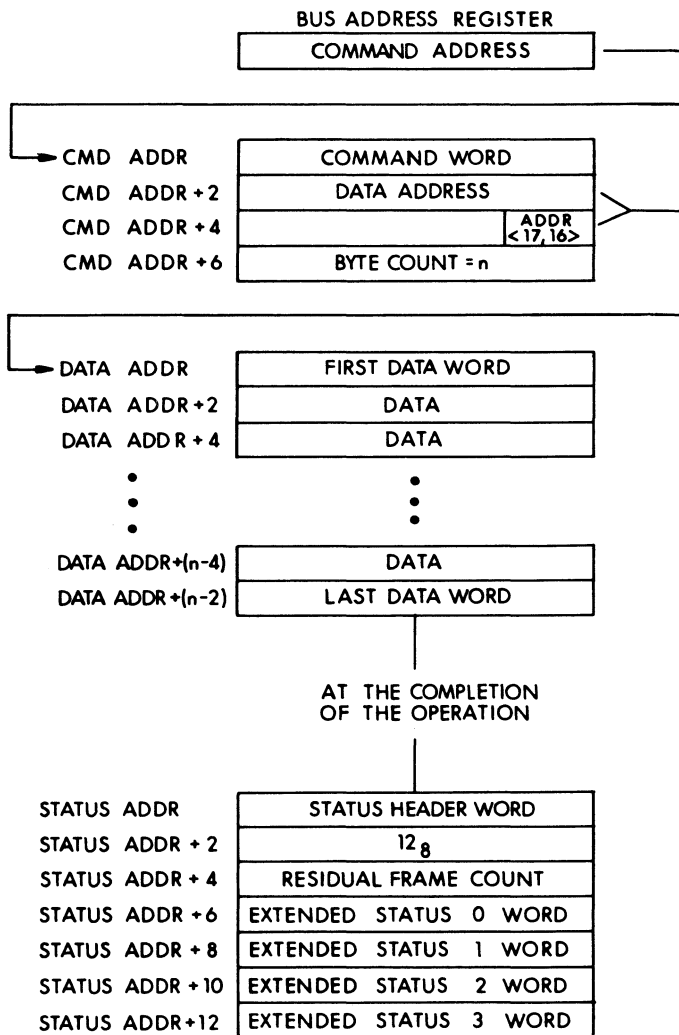 BUS ADDRESS REGISTER
COMMAND ADDRESS
CMD ADDR COMMAND WORD
CMD ADDR+2 DATA ADDRESS
CMD ADDR+4 ADDR
<17,16>
CMD ADDR+6 BYTE COUNT = n
DATA ADDR FIRST DATA WORD
DATA ADDR+2 DATA
DATA ADDR+4 DATA
DATA ADDR+(n-4) DATA
DATA ADDR+(n-2) LAST DATA WORD
AT THE COMPLETION
OF THE OPERATION
STATUS ADDR STATUS HEADER WORD
STATUS ADDR + 2 12₈
STATUS ADDR + 4 RESIDUAL FRAME COUNT
STATUS ADDR +6 EXTENDED STATUS 0 WORD
STATUS ADDR + 8 EXTENDED STATUS 1 WORD
STATUS ADDR +10 EXTENDED STATUS 2 WORD
STATUS ADDR+12 EXTENDED STATUS 3 WORD